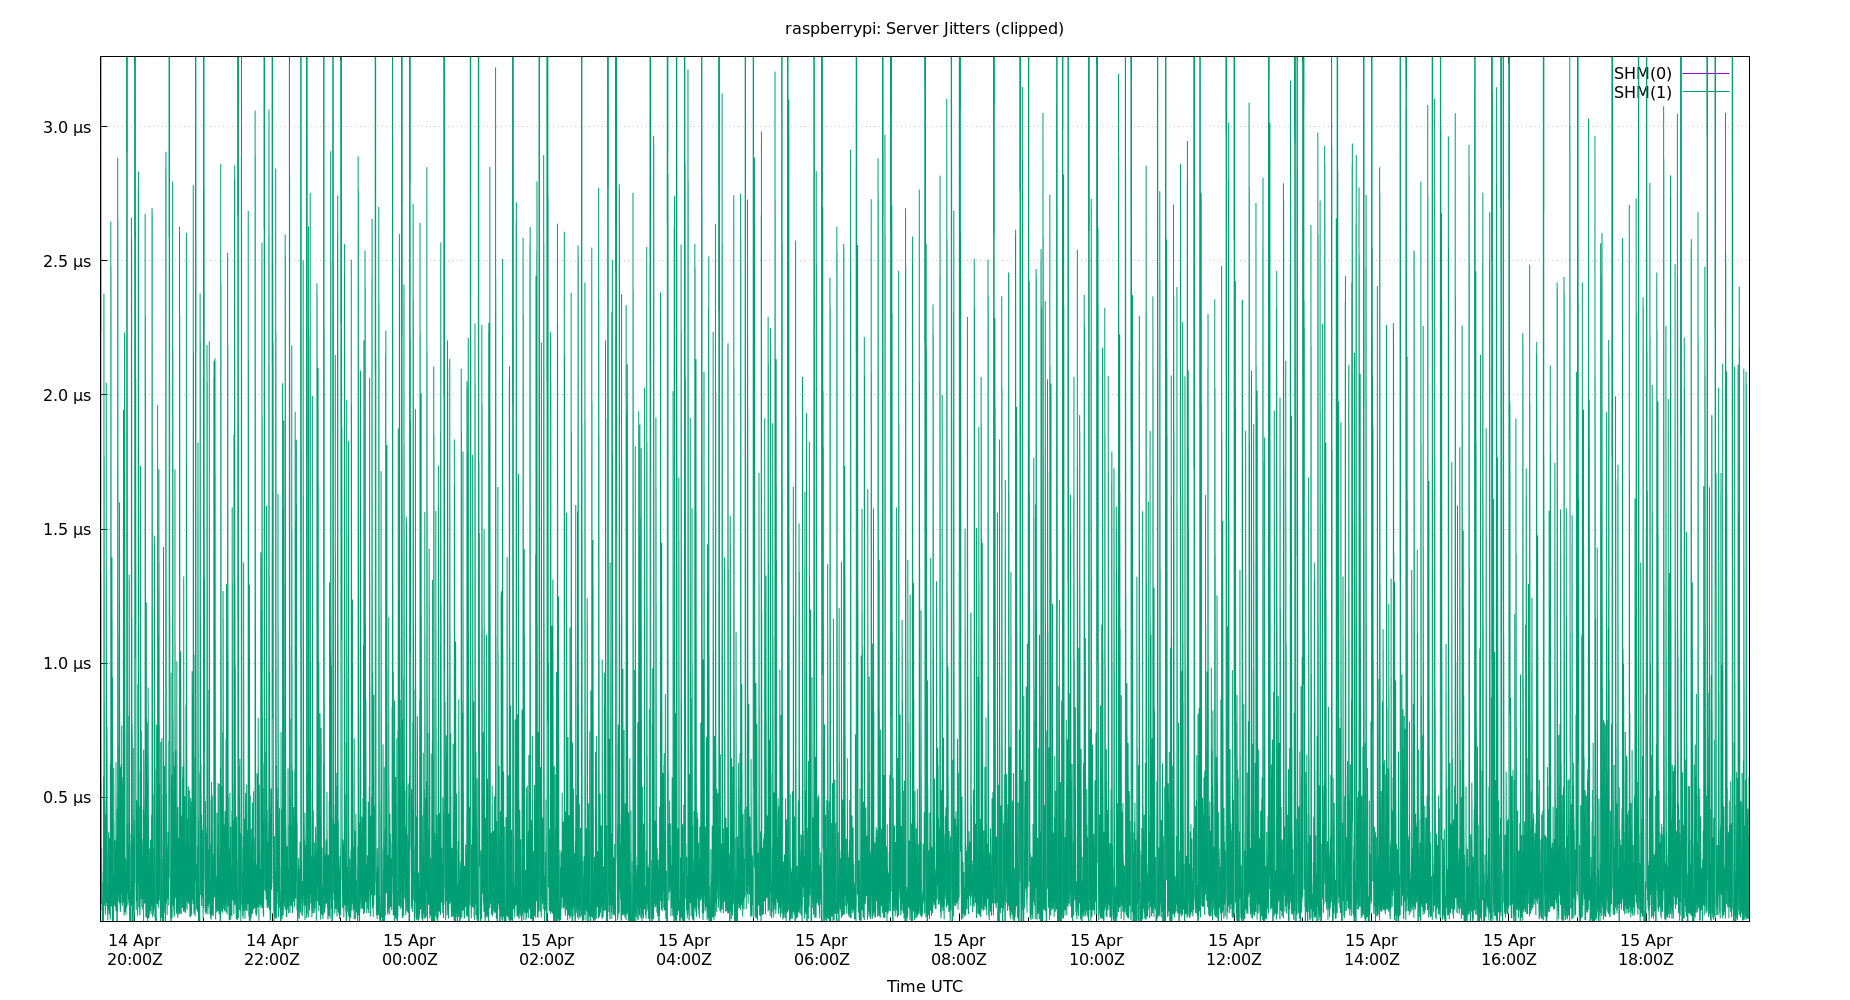 raspberrypi: Server Jitters (clipped)
SHM(0)
SHM(1)
3.0 µs
2.5 µs
2.0 µs
1.5 µs
1.0 µs
0.5 µs
14 Apr 14 Apr 15 Apr 15 Apr 15 Apr 15 Apr 15 Apr 15 Apr 15 Apr 15 Apr 15 Apr 15 Apr
20:00Z 22:00Z 00:00Z 02:00Z 04:00Z 06:00Z 08:00Z 10:00Z 12:00Z 14:00Z 16:00Z 18:00Z
Time UTC